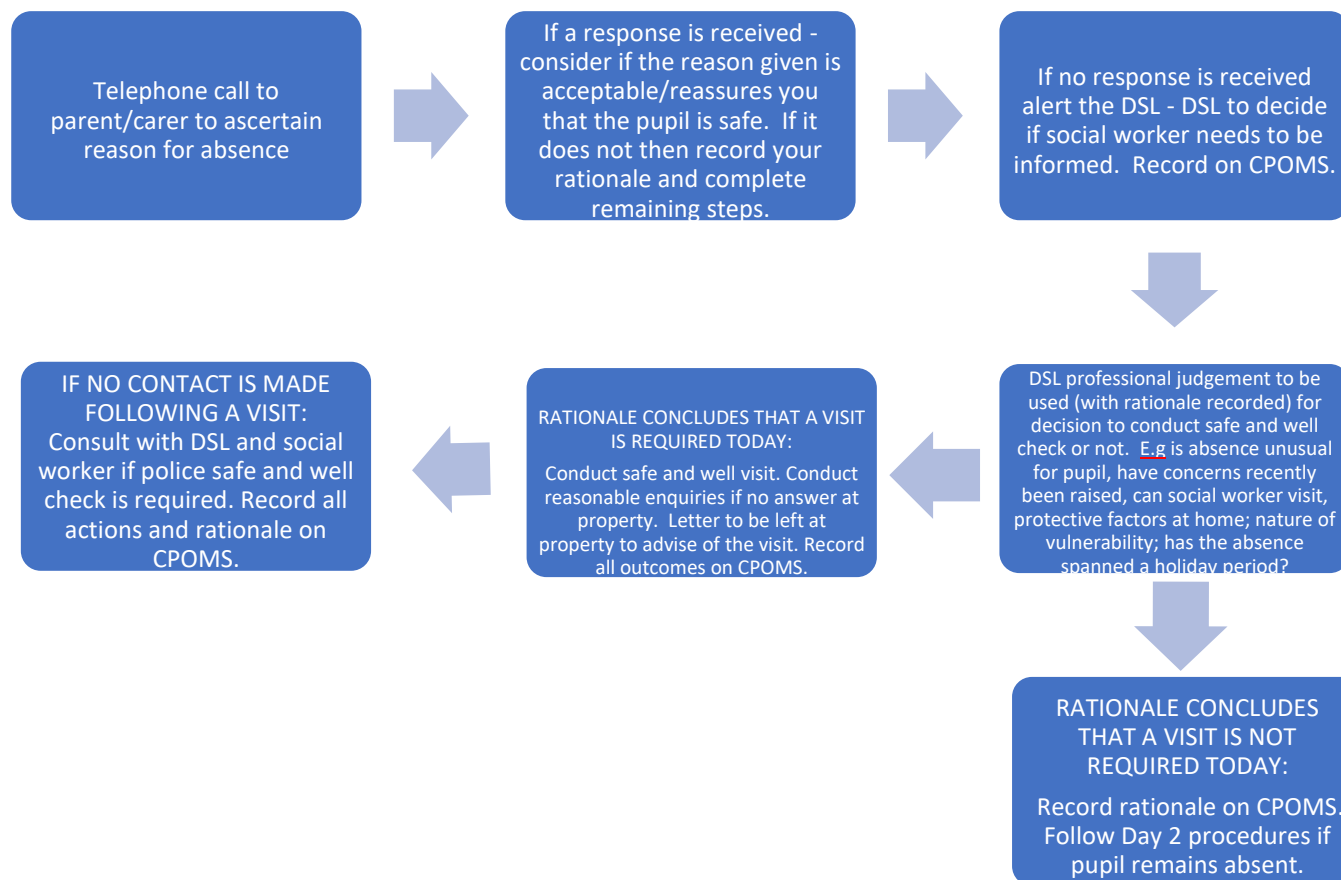 Telephone call to
parent/carer to ascertain
reason for absence
If a response is received -
consider if the reason given is
acceptable/reassures you
that the pupil is safe.  If it
does not then record your
rationale and complete
remaining steps.
If no response is received
alert the DSL - DSL to decide
if social worker needs to be
informed.  Record on CPOMS.
DSL professional judgement to be
used (with rationale recorded) for
decision to conduct safe and well
check or not.  E.g is absence unusual
for pupil, have concerns recently
been raised, can social worker visit,
protective factors at home; nature of
vulnerability; has the absence
spanned a holiday period?
RATIONALE CONCLUDES THAT A VISIT
IS REQUIRED TODAY:
Conduct safe and well visit. Conduct
reasonable enquiries if no answer at
property.  Letter to be left at
property to advise of the visit. Record
all outcomes on CPOMS.
IF NO CONTACT IS MADE
FOLLOWING A VISIT:
Consult with DSL and social
worker if police safe and well
check is required. Record all
actions and rationale on
CPOMS.
RATIONALE CONCLUDES
THAT A VISIT IS NOT
REQUIRED TODAY:
Record rationale on CPOMS.
Follow Day 2 procedures if
pupil remains absent.